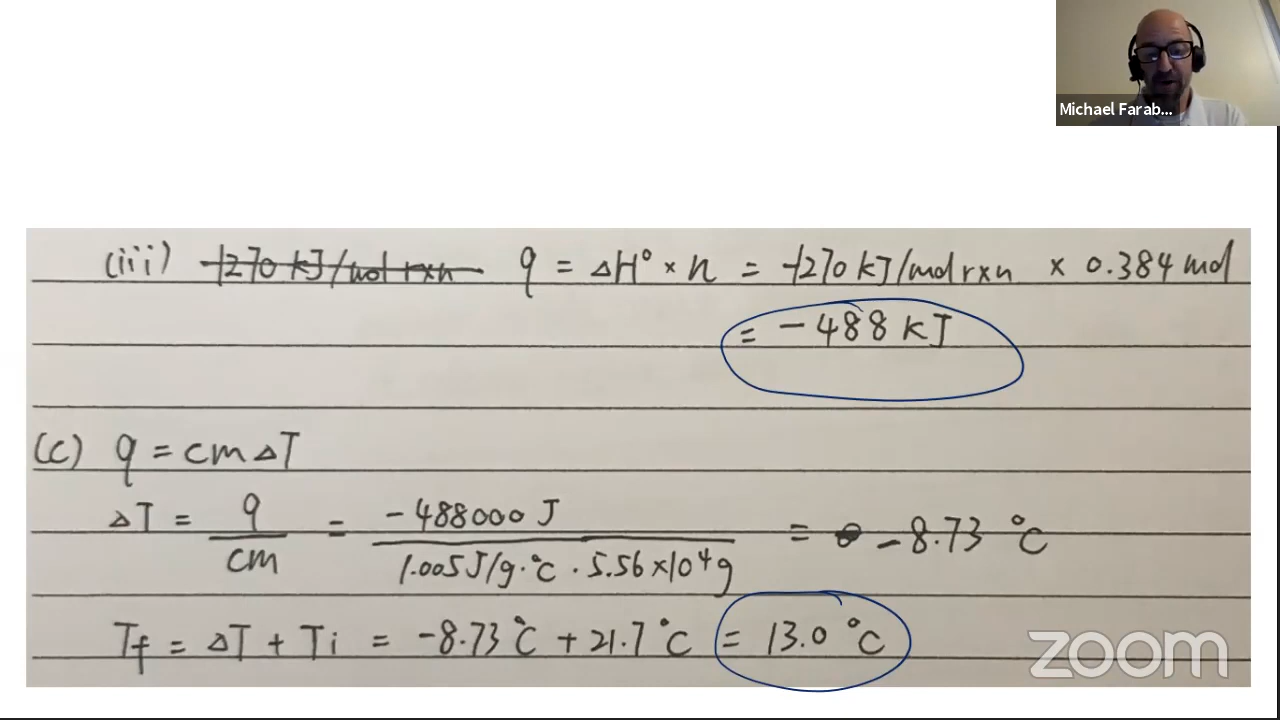 Michael Farab...
(iii) -1270 kJ/mol rxn q = ΔH° × n = -1270 kJ/mol rxn × 0.384 mol
= -488 kJ
(c) q = cmΔT
ΔT = q/cm = -488000 J / 1.005 J/g·°C · 5.56×10⁴g = -8.73 °C
Tf = ΔT + Ti = -8.73 °C + 21.7 °C = 13.0 °C
zoom